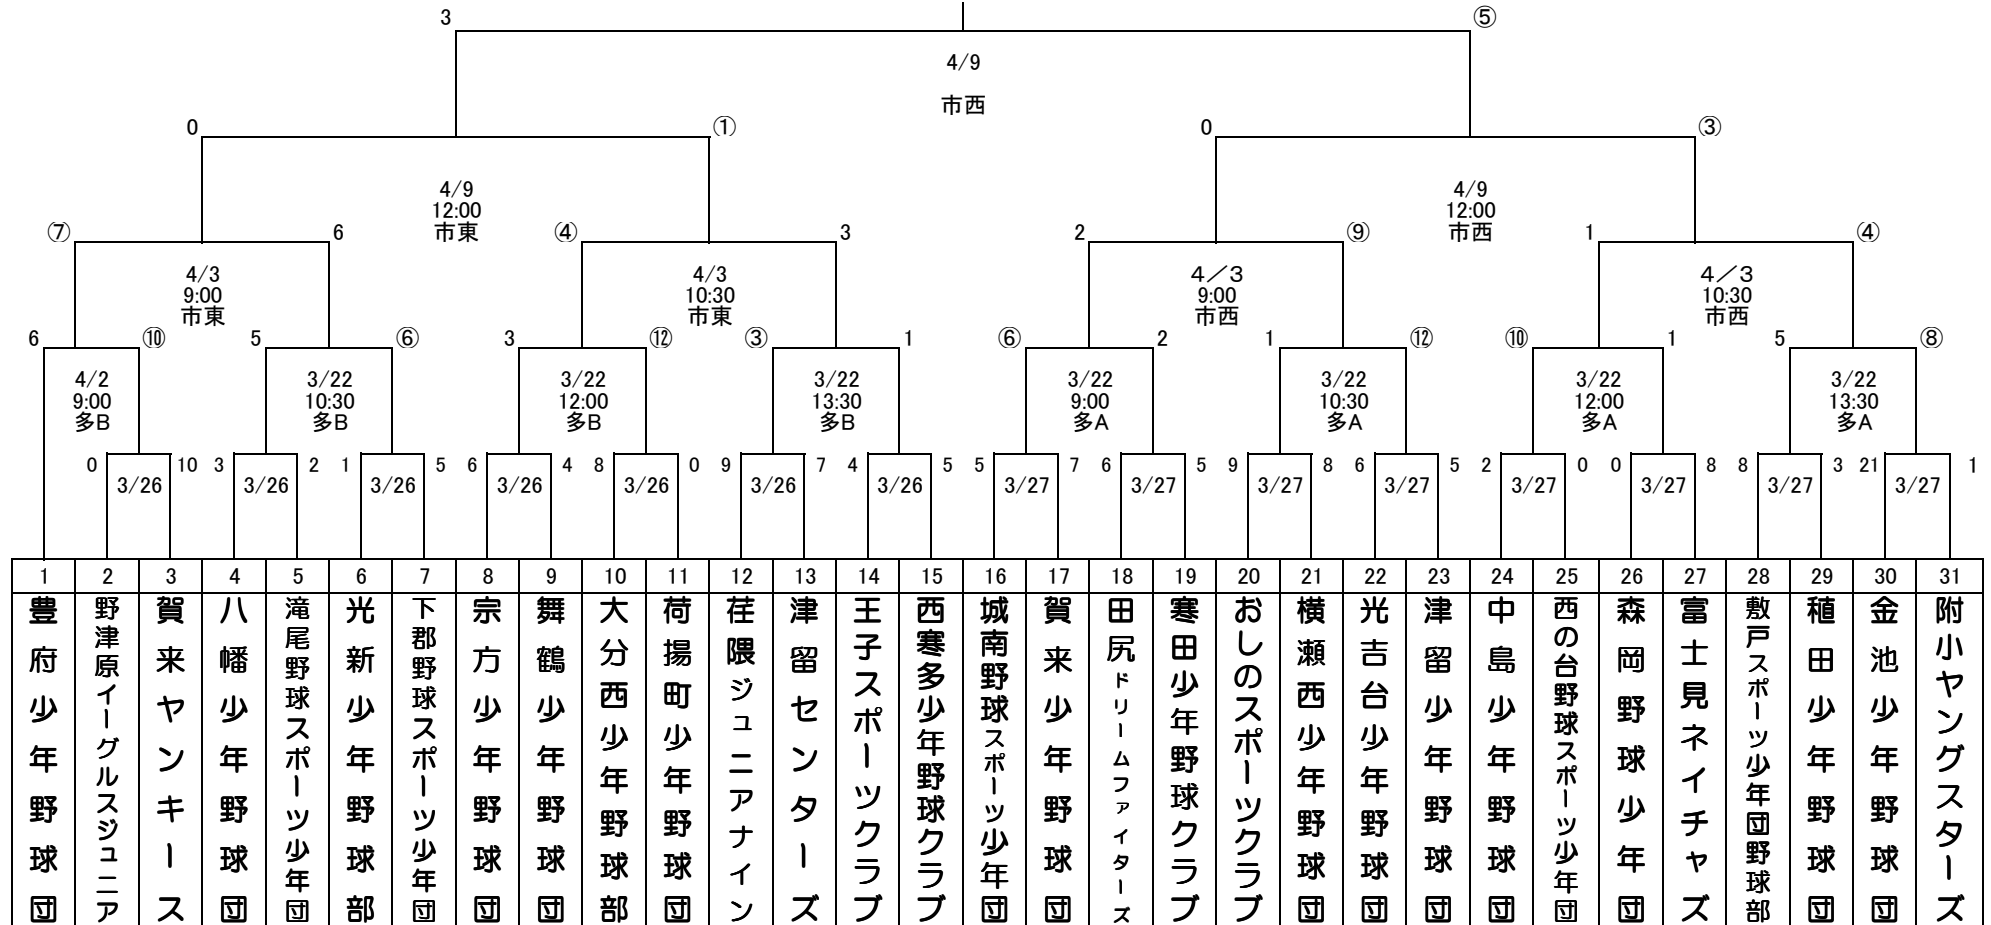 3 ⑤
4/9
市西
0 ① 0 ③
4/9 4/9
12:00 12:00
市東 市西
⑦ 6 ④ 3 2 ⑨ 1 ④
4/3 4/3 4／3 4／3
9:00 10:30 9:00 10:30
市東 市東 市西 市西
6 ⑩ 5 ⑥ 3 ⑫ ③ 1 ⑥ 2 1 ⑫ ⑩ 1 5 ⑧
4/2 3/22 3/22 3/22 3/22 3/22 3/22 3/22
9:00 10:30 12:00 13:30 9:00 10:30 12:00 13:30
多B 多B 多B 多B 多A 多A 多A 多A
0 10 3 2 1 5 6 4 8 0 9 7 4 5 5 7 6 5 9 8 6 5 2 0 0 8 8 3 21 1
3/26 3/26 3/26 3/26 3/26 3/26 3/26 3/27 3/27 3/27 3/27 3/27 3/27 3/27 3/27
1 2 3 4 5 6 7 8 9 10 11 12 13 14 15 16 17 18 19 20 21 22 23 24 25 26 27 28 29 30 31
豊府少年野球団
野津原イーグルスジュニア
賀来ヤンキース
八幡少年野球団
滝尾野球スポーツ少年団
光新少年野球部
下郡野球スポーツ少年団
宗方少年野球団
舞鶴少年野球団
大分西少年野球部
荷揚町少年野球団
荏隈ジュニアナイン
津留センターズ
王子スポーツクラブ
西寒多少年野球クラブ
城南野球スポーツ少年団
賀来少年野球団
田尻ドリームファイターズ
寒田少年野球クラブ
おしのスポーツクラブ
横瀬西少年野球団
光吉台少年野球団
津留少年野球団
中島少年野球団
西の台野球スポーツ少年団
森岡野球少年団
富士見ネイチャズ
敷戸スポーツ少年団野球部
稙田少年野球団
金池少年野球団
附小ヤングスターズ